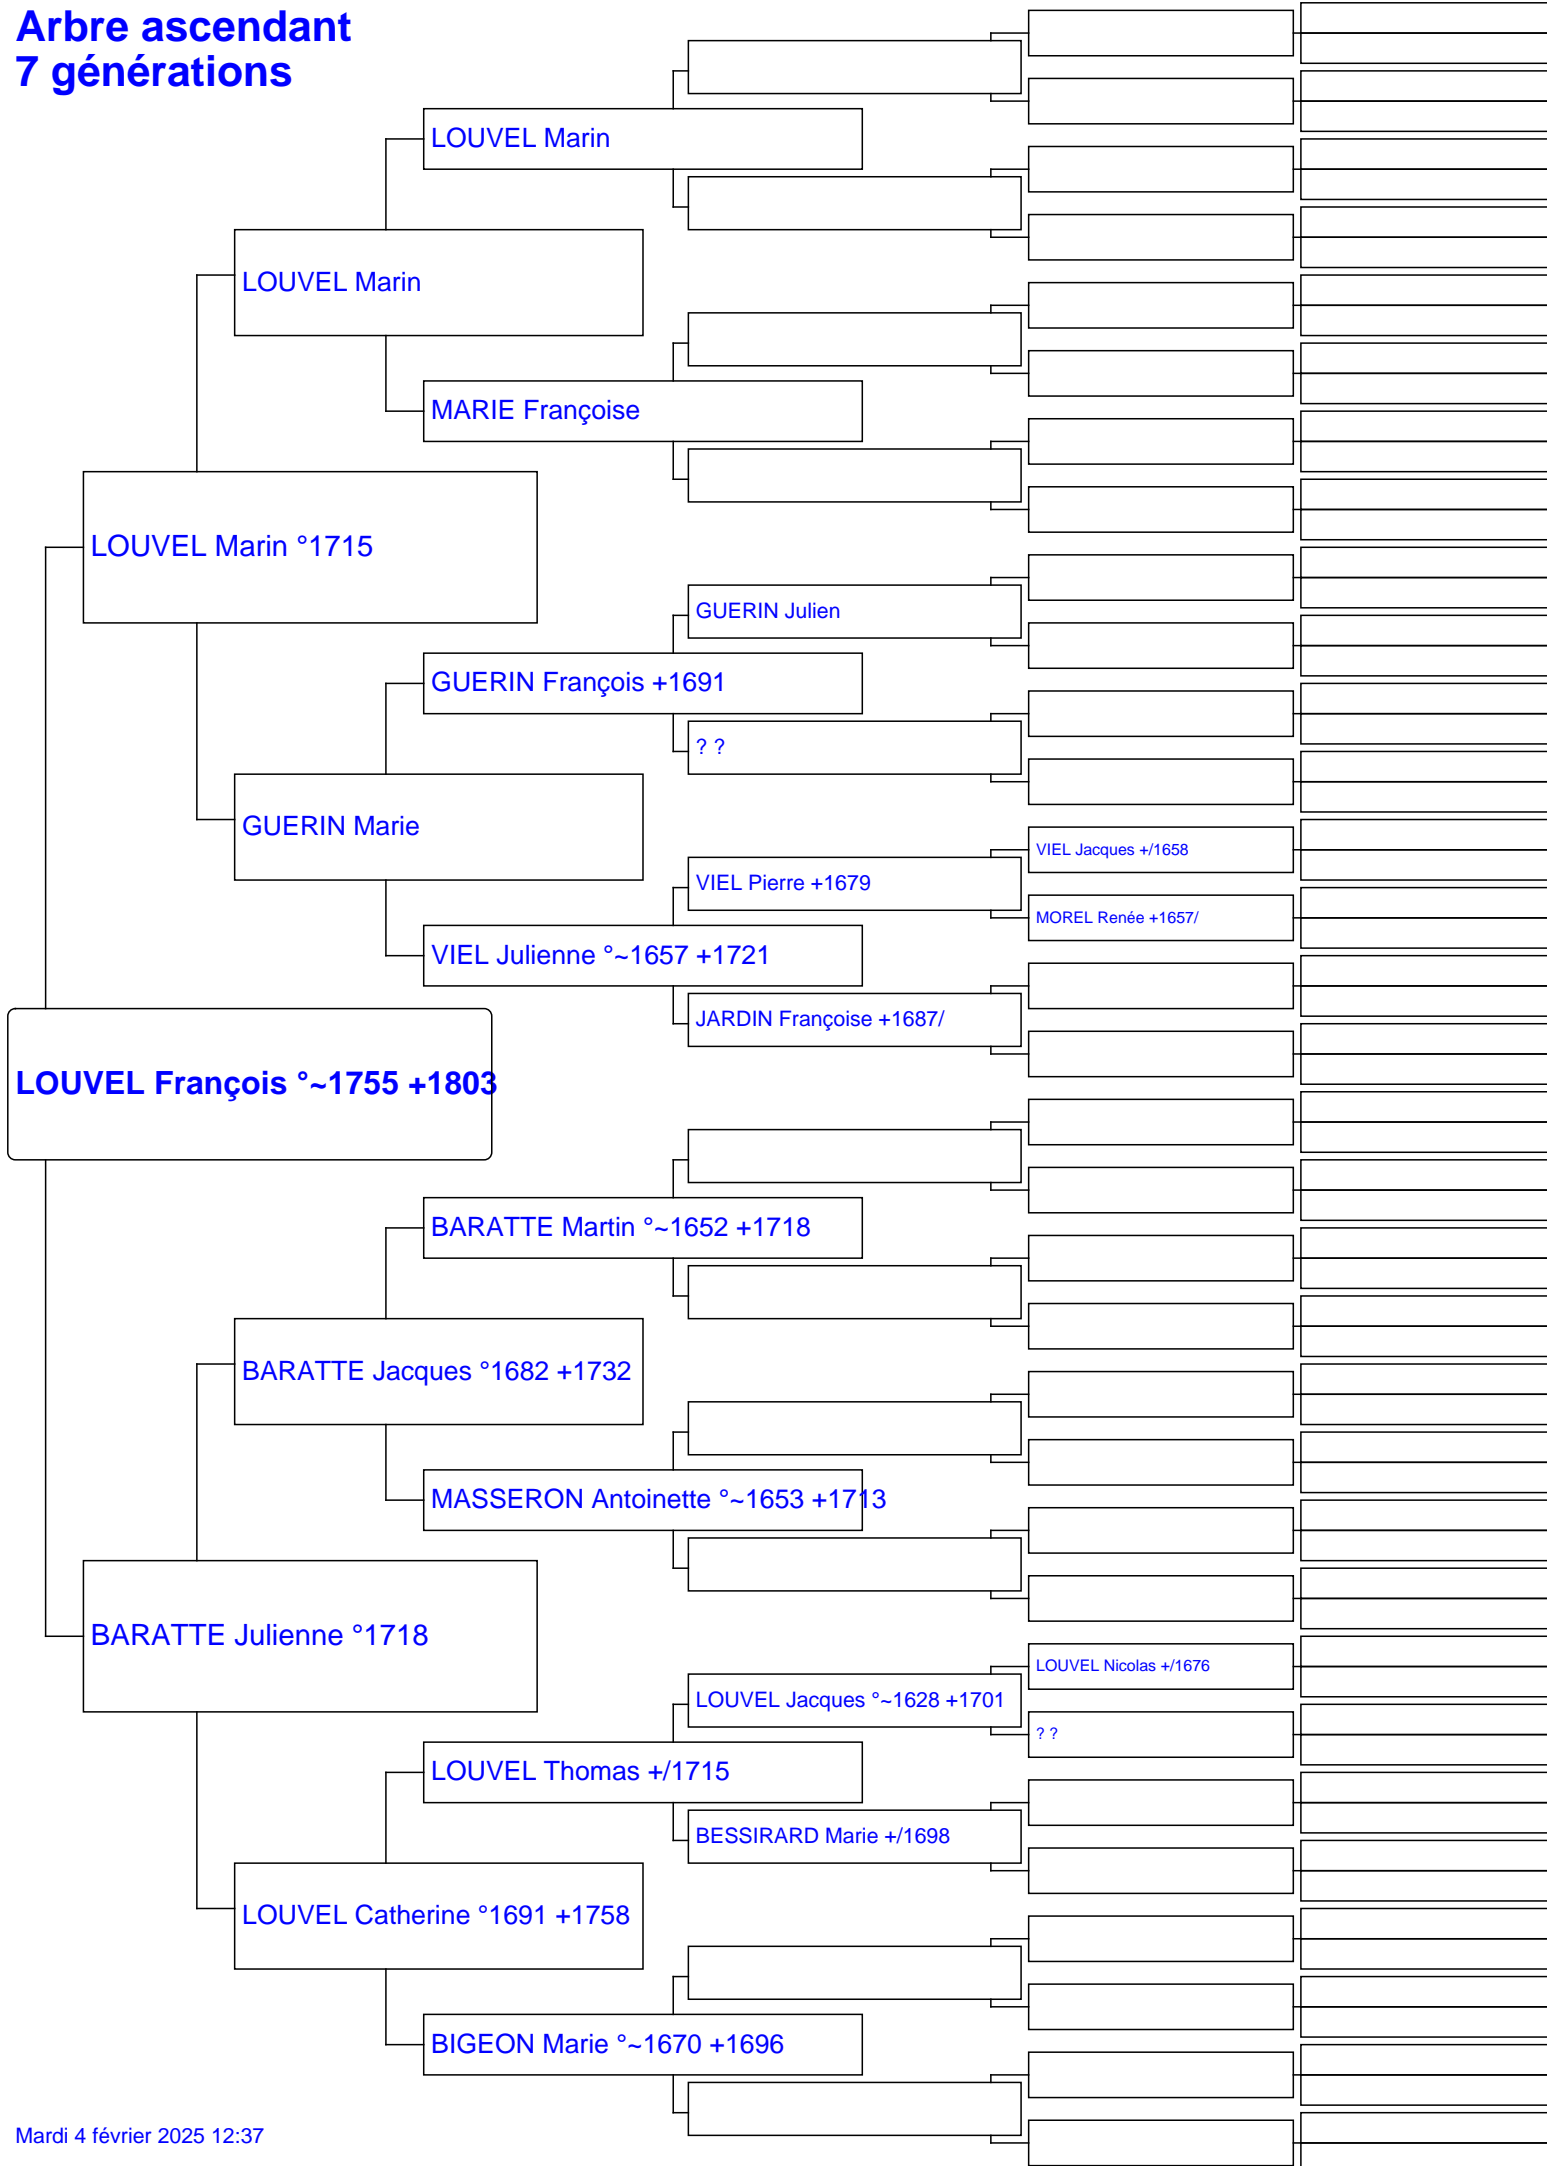 Arbre ascendant
7 générations
LOUVEL Marin
LOUVEL Marin
MARIE Françoise
LOUVEL Marin °1715
GUERIN Julien
GUERIN François +1691
? ?
GUERIN Marie
VIEL Jacques +/1658
VIEL Pierre +1679
MOREL Renée +1657/
VIEL Julienne °~1657 +1721
JARDIN Françoise +1687/
LOUVEL François °~1755 +1803
BARATTE Martin °~1652 +1718
BARATTE Jacques °1682 +1732
MASSERON Antoinette °~1653 +1713
BARATTE Julienne °1718
LOUVEL Nicolas +/1676
LOUVEL Jacques °~1628 +1701
? ?
LOUVEL Thomas +/1715
BESSIRARD Marie +/1698
LOUVEL Catherine °1691 +1758
BIGEON Marie °~1670 +1696
Mardi 4 février 2025 12:37